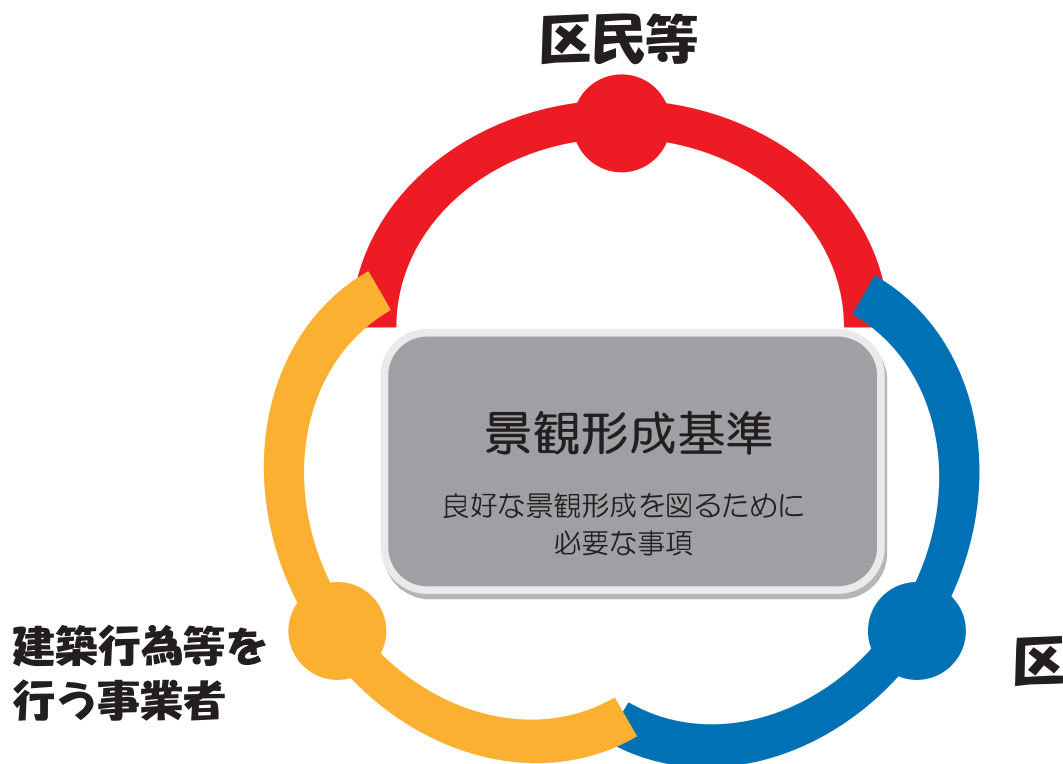 区民等
景観形成基準
良好な景観形成を図るために
必要な事項
建築行為等を
行う事業者
区